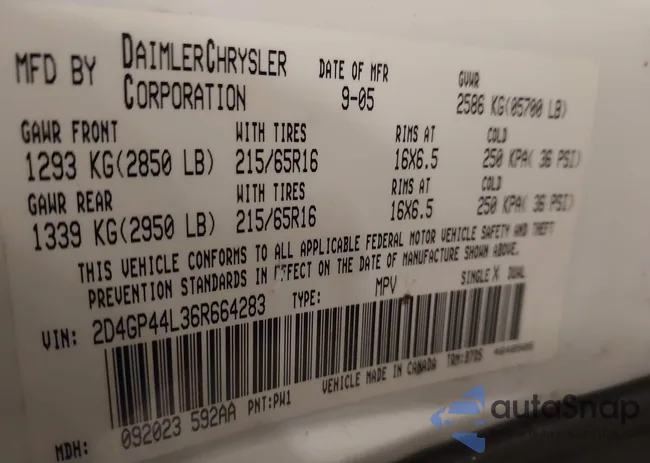 MFD BY DAIMLERCHRYSLER CORPORATION DATE OF MFR 9-05 GVWR 2586 KG(05700 LB)
GAWR FRONT WITH TIRES RIMS AT COLD
1293 KG(2850 LB) 215/65R16 16X6.5 250 KPA( 36 PSI)
GAWR REAR WITH TIRES RIMS AT COLD
1339 KG(2950 LB) 215/65R16 16X6.5 250 KPA( 36 PSI)
THIS VEHICLE CONFORMS TO ALL APPLICABLE FEDERAL MOTOR VEHICLE SAFETY AND THEFT
PREVENTION STANDARDS IN EFFECT ON THE DATE OF MANUFACTURE SHOWN ABOVE.
VIN: 2D4GP44L36R664283 TYPE: MPV SINGLE X DUAL
VEHICLE MADE IN CANADA
MDH: 092023 592AA PNT:PW1
autoSnap